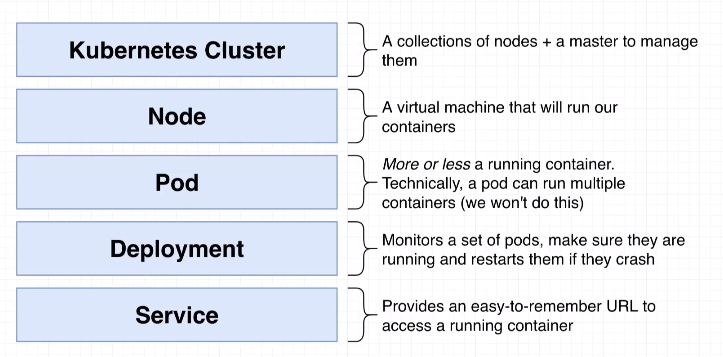 Kubernetes Cluster
A collections of nodes + a master to manage
them
Node
A virtual machine that will run our
containers
Pod
More or less a running container.
Technically, a pod can run multiple
containers (we won't do this)
Deployment
Monitors a set of pods, make sure they are
running and restarts them if they crash
Service
Provides an easy-to-remember URL to
access a running container